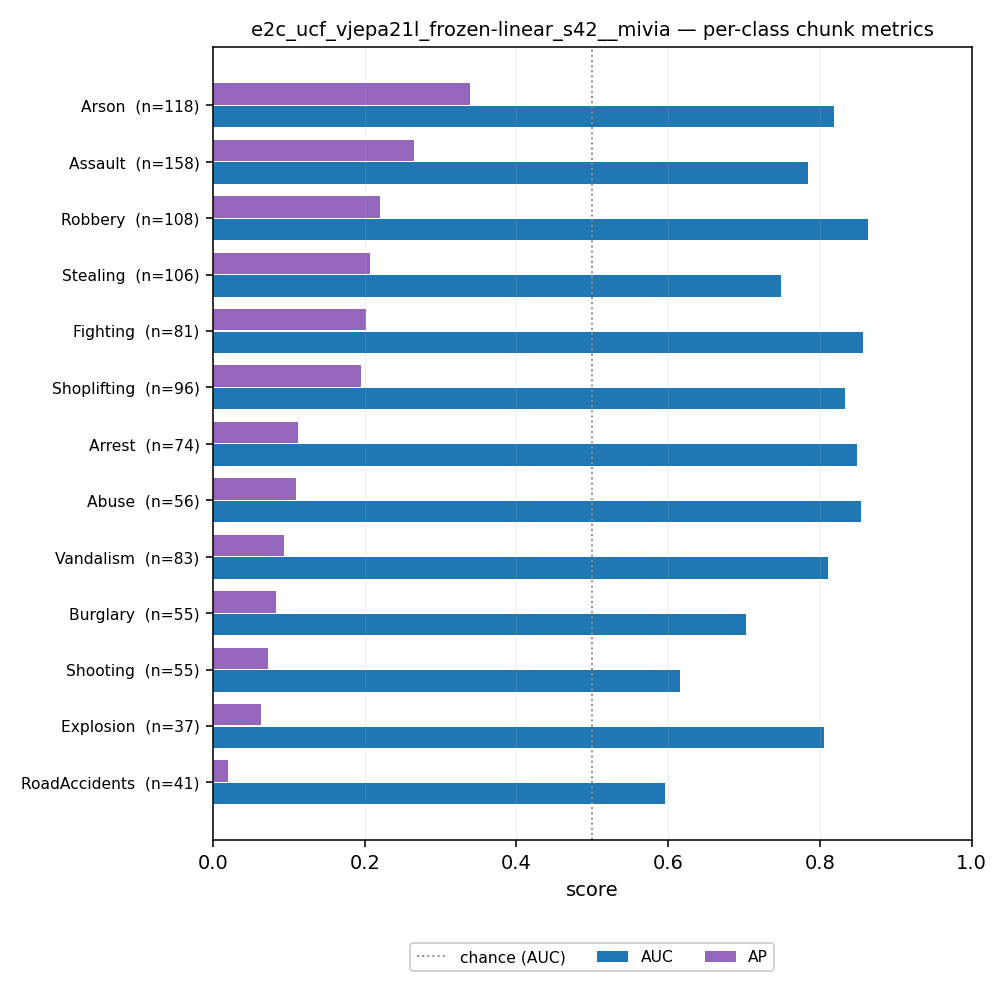 e2c_ucf_vjepa21l_frozen-linear_s42__mivia — per-class chunk metrics
Arson (n=118)
Assault (n=158)
Robbery (n=108)
Stealing (n=106)
Fighting (n=81)
Shoplifting (n=96)
Arrest (n=74)
Abuse (n=56)
Vandalism (n=83)
Burglary (n=55)
Shooting (n=55)
Explosion (n=37)
RoadAccidents (n=41)
0.0 0.2 0.4 0.6 0.8 1.0
score
chance (AUC) AUC AP